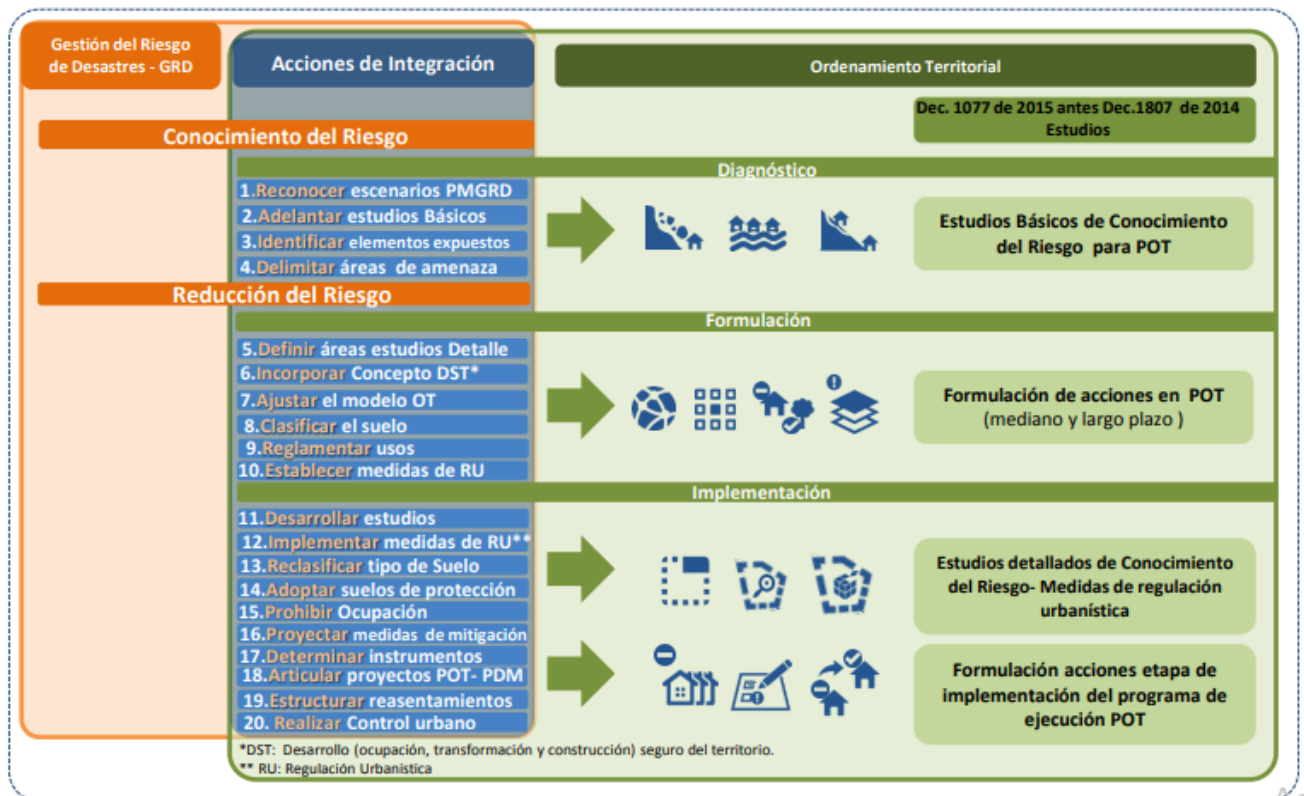 Gestión del Riesgo
de Desastres - GRD
Acciones de Integración
Ordenamiento Territorial
Dec. 1077 de 2015 antes Dec.1807 de 2014
Estudios
Conocimiento del Riesgo
Diagnóstico
1.Reconocer escenarios PMGRD
2.Adelantar estudios Básicos
3.Identificar elementos expuestos
4.Delimitar áreas de amenaza
Estudios Básicos de Conocimiento
del Riesgo para POT
Reducción del Riesgo
Formulación
5.Definir áreas estudios Detalle
6.Incorporar Concepto DST*
7.Ajustar el modelo OT
8.Clasificar el suelo
9.Reglamentar usos
10.Establecer medidas de RU
Formulación de acciones en POT
(mediano y largo plazo )
Implementación
11.Desarrollar estudios
12.Implementar medidas de RU**
13.Reclasificar tipo de Suelo
14.Adoptar suelos de protección
15.Prohibir Ocupación
16.Proyectar medidas de mitigación
17.Determinar instrumentos
18.Articular proyectos POT- PDM
19.Estructurar reasentamientos
20. Realizar Control urbano
Estudios detallados de Conocimiento
del Riesgo- Medidas de regulación
urbanística
Formulación acciones etapa de
implementación del programa de
ejecución POT
*DST: Desarrollo (ocupación, transformación y construcción) seguro del territorio.
** RU: Regulación Urbanistica